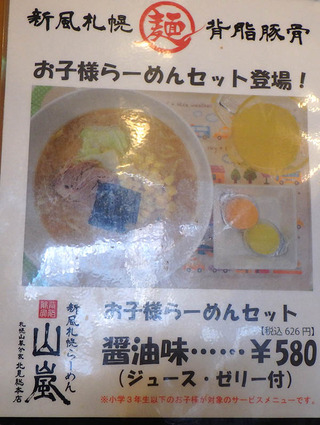 新風札幌 麺 背脂豚骨
お子様らーめんセット登場！
お子様らーめんセット
【税込 626円】
醤油味……¥580
（ジュース・ゼリー付）
※小学３年生以下のお子様が対象のサービスメニューです。
新風札幌らーめん
山嵐